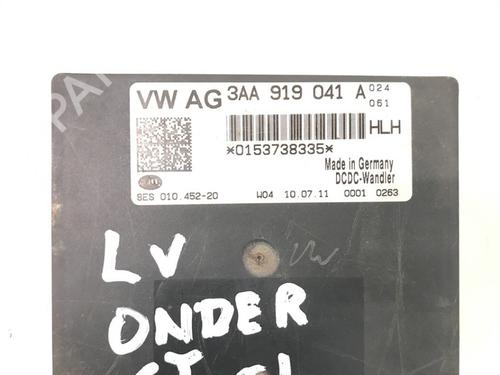 VW AG 3AA 919 041 A 024
061
HLH
*0153738335*
Made in Germany
DCDC-Wandler
8ES 010.452-20 W04 10.07.11 0001 0263
LV
ONDER